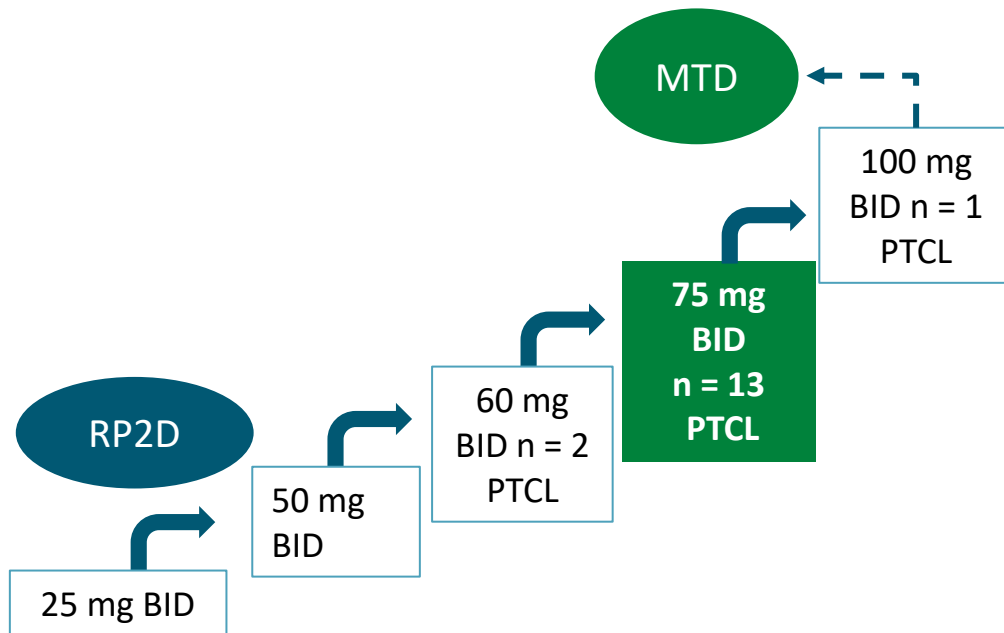 MTD
100 mg
BID n = 1
PTCL
75 mg
BID
n = 13
PTCL
60 mg
BID n = 2
PTCL
RP2D
50 mg
BID
25 mg BID